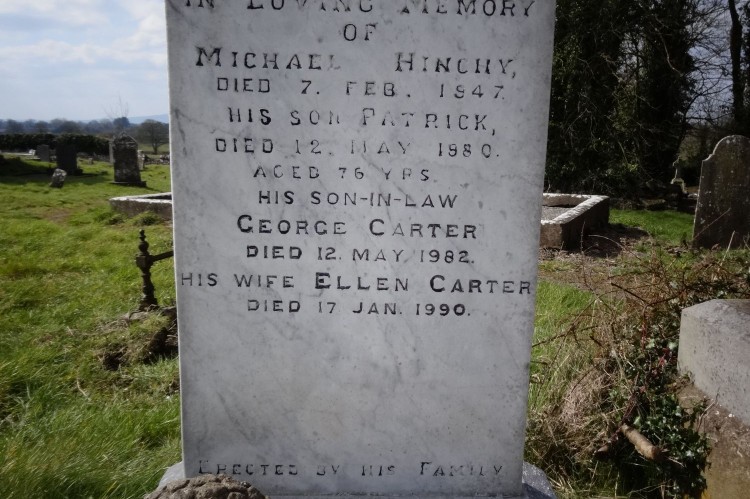 IN LOVING MEMORY
OF
MICHAEL HINCHY,
DIED 7. FEB. 1947.
HIS SON PATRICK,
DIED 12. MAY 1980.
AGED 76 YRS.
HIS SON-IN-LAW
GEORGE CARTER
DIED 12. MAY 1982.
HIS WIFE ELLEN CARTER
DIED 17 JAN. 1990.
ERECTED BY HIS FAMILY